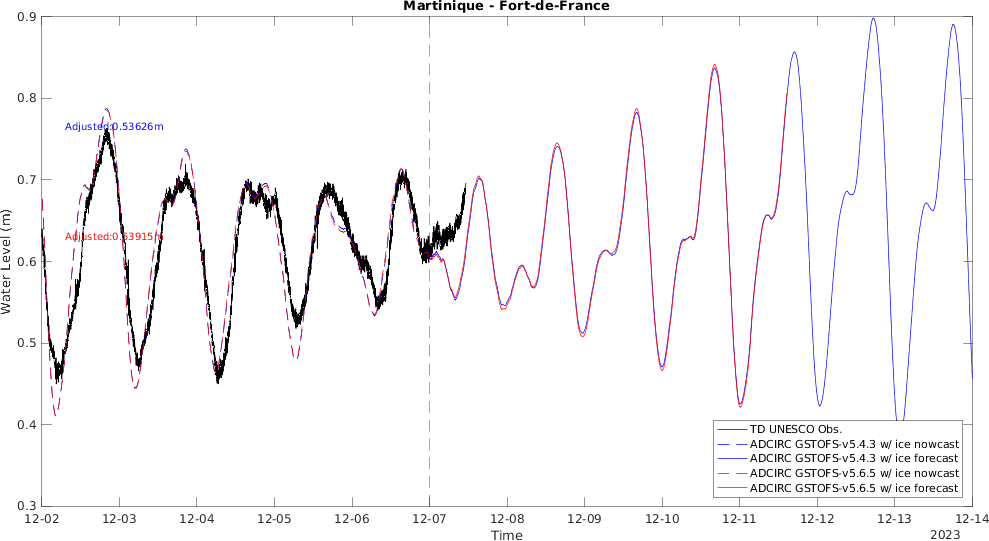 Martinique - Fort-de-France
0.9
0.8
0.7
0.6
0.5
0.4
0.3
Water Level (m)
Adjusted:0.53626m
Adjusted:0.53915m
TD UNESCO Obs.
ADCIRC GSTOFS-v5.4.3 w/ ice nowcast
ADCIRC GSTOFS-v5.4.3 w/ ice forecast
ADCIRC GSTOFS-v5.6.5 w/ ice nowcast
ADCIRC GSTOFS-v5.6.5 w/ ice forecast
12-02 12-03 12-04 12-05 12-06 12-07 12-08 12-09 12-10 12-11 12-12 12-13 12-14
Time
2023